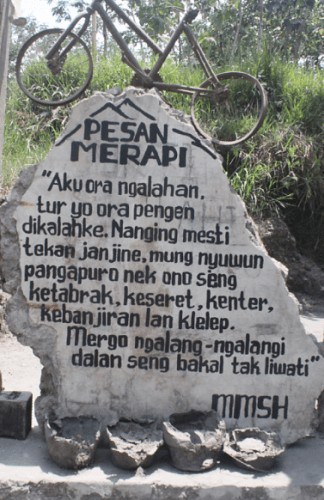 PESAN
MERAPI
"Aku ora ngalahan,
tur yo ora pengen
dikalahke. Nanging mesti
tekan janjine, mung nyuwun
pangapuro nek ono seng
ketabrak, keseret, kenter,
kebanjiran lan klelep.
Mergo ngalang-ngalangi
dalan seng bakal tak liwati"
MMSH